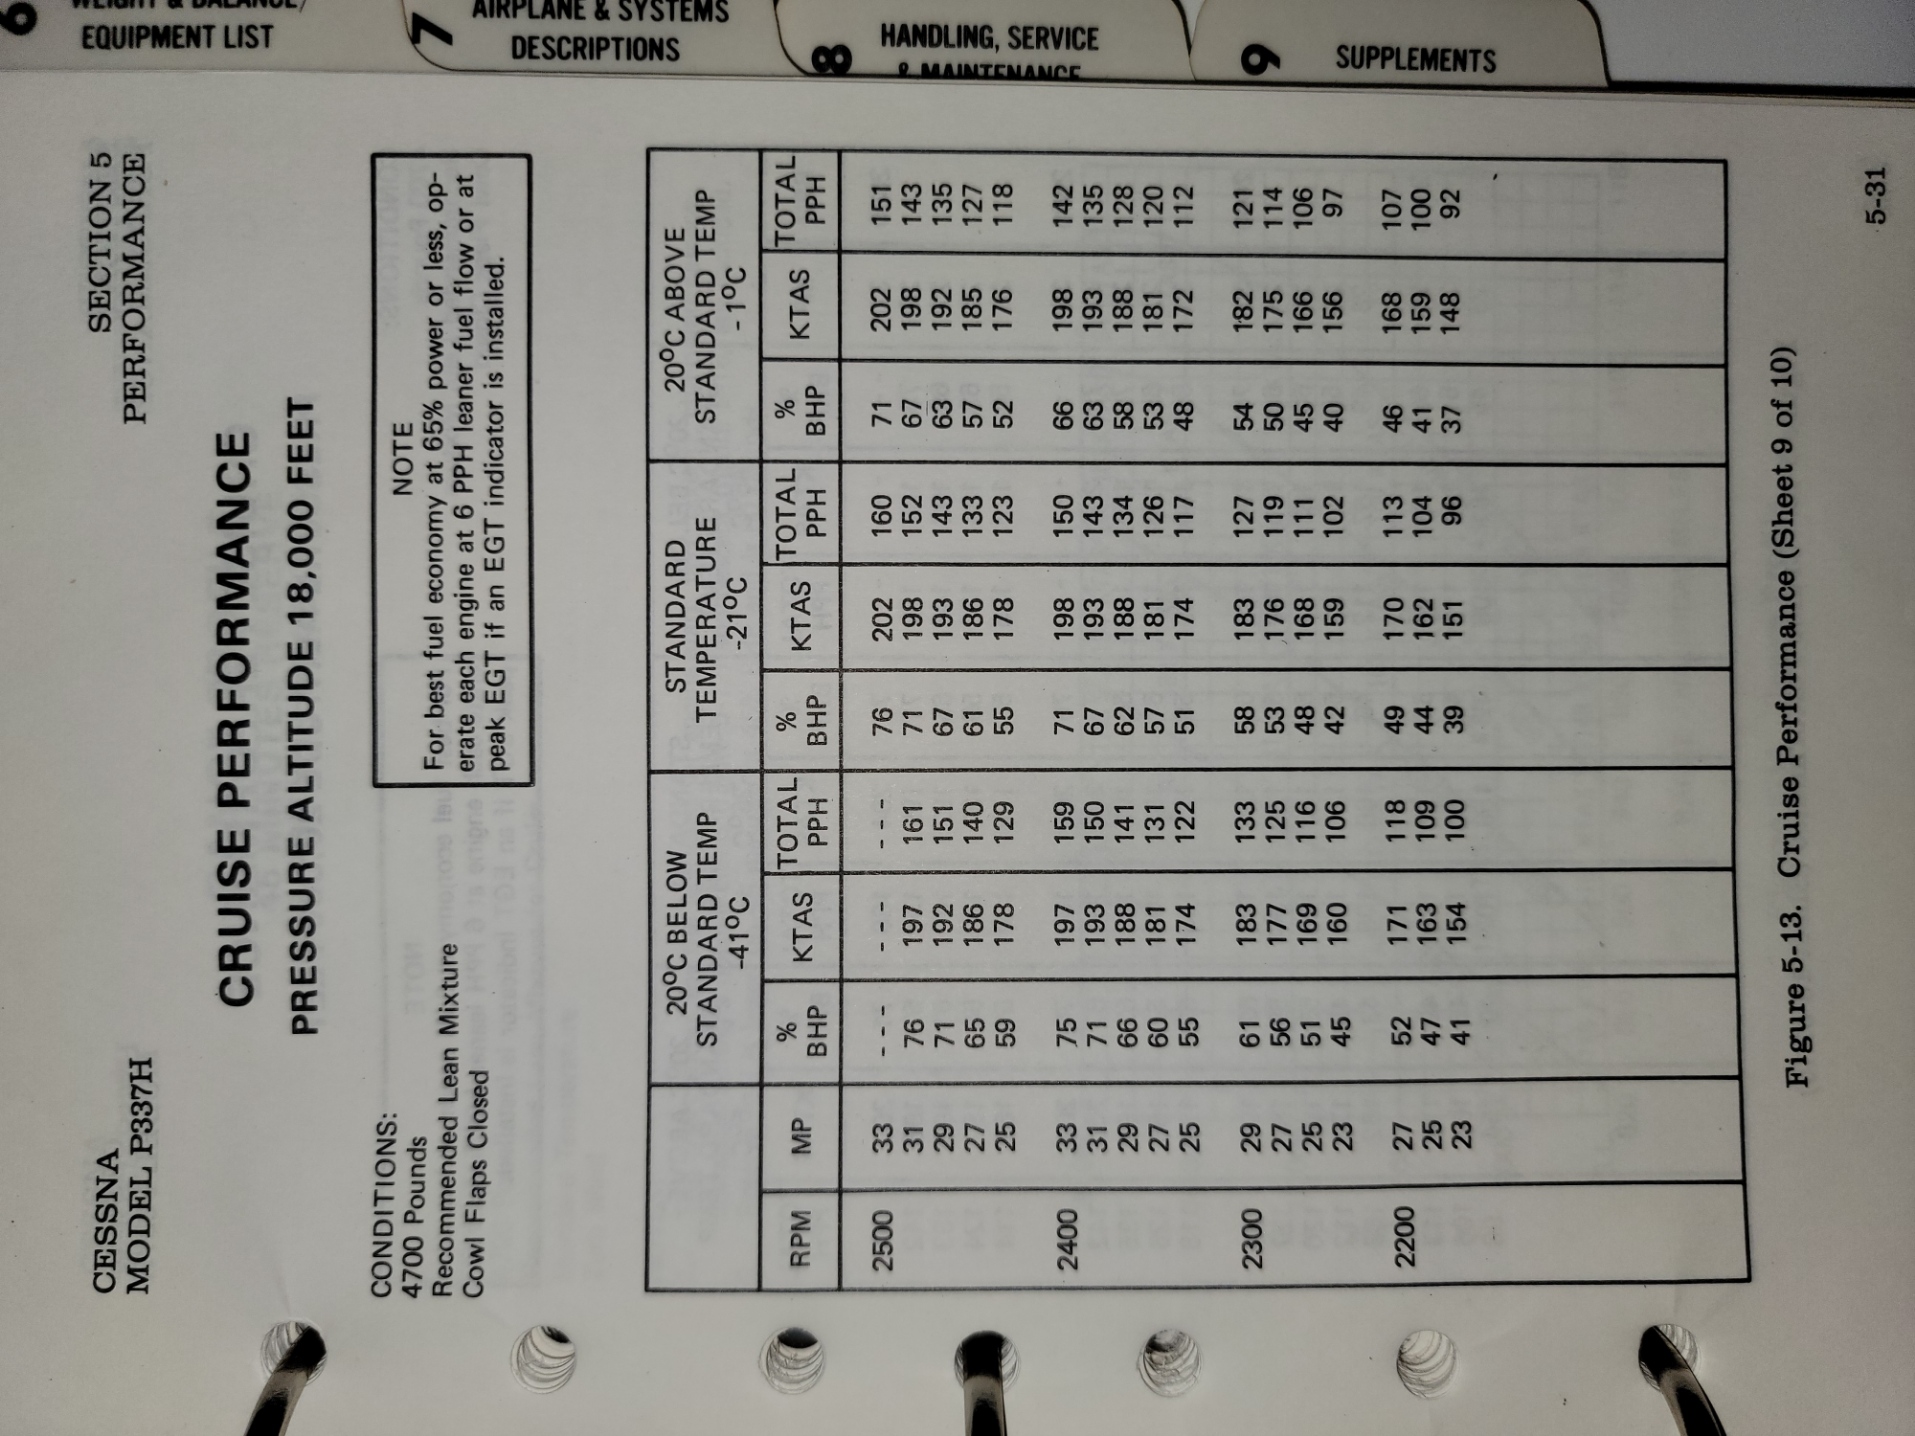 6
WEIGHT & BALANCE/
EQUIPMENT LIST
7
AIRPLANE & SYSTEMS
DESCRIPTIONS
8
HANDLING, SERVICE
& MAINTENANCE
9
SUPPLEMENTS
CESSNA
MODEL P337H
SECTION 5
PERFORMANCE
CRUISE PERFORMANCE
PRESSURE ALTITUDE 18,000 FEET
CONDITIONS:
4700 Pounds
Recommended Lean Mixture
Cowl Flaps Closed
NOTE
For best fuel economy at 65% power or less, op-
erate each engine at 6 PPH leaner fuel flow or at
peak EGT if an EGT indicator is installed.
20°C BELOW STANDARD TEMP -41°C
STANDARD TEMPERATURE -21°C
20°C ABOVE STANDARD TEMP -1°C
RPM MP % BHP KTAS TOTAL PPH % BHP KTAS TOTAL PPH % BHP KTAS TOTAL PPH
2500 33 --- --- --- 76 202 160 71 202 151
31 76 197 161 71 198 152 67 198 143
29 71 192 151 67 193 143 63 192 135
27 65 186 140 61 186 133 57 185 127
25 59 178 129 55 178 123 52 176 118
2400 33 75 197 159 71 198 150 66 198 142
31 71 193 150 67 193 143 63 193 135
29 66 188 141 62 188 134 58 188 128
27 60 181 131 57 181 126 53 181 120
25 55 174 122 51 174 117 48 172 112
2300 29 61 183 133 58 183 127 54 182 121
27 56 177 125 53 176 119 50 175 114
25 51 169 116 48 168 111 45 166 106
23 45 160 106 42 159 102 40 156 97
2200 27 52 171 118 49 170 113 46 168 107
25 47 163 109 44 162 104 41 159 100
23 41 154 100 39 151 96 37 148 92
Figure 5-13. Cruise Performance (Sheet 9 of 10)
5-31